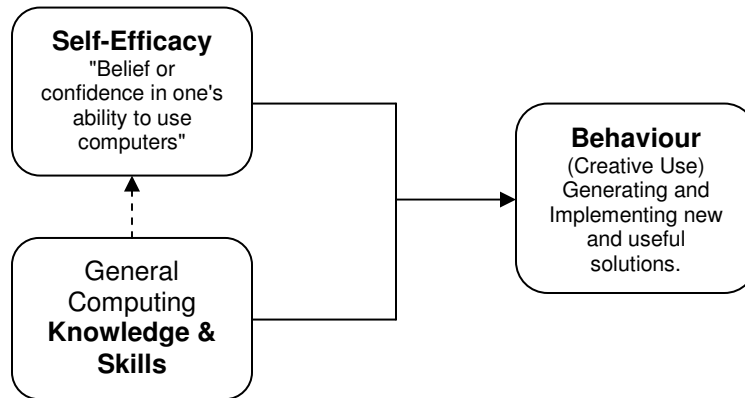 Self-Efficacy
"Belief or
confidence in one's
ability to use
computers"
General
Computing
Knowledge &
Skills
Behaviour
(Creative Use)
Generating and
Implementing new
and useful
solutions.